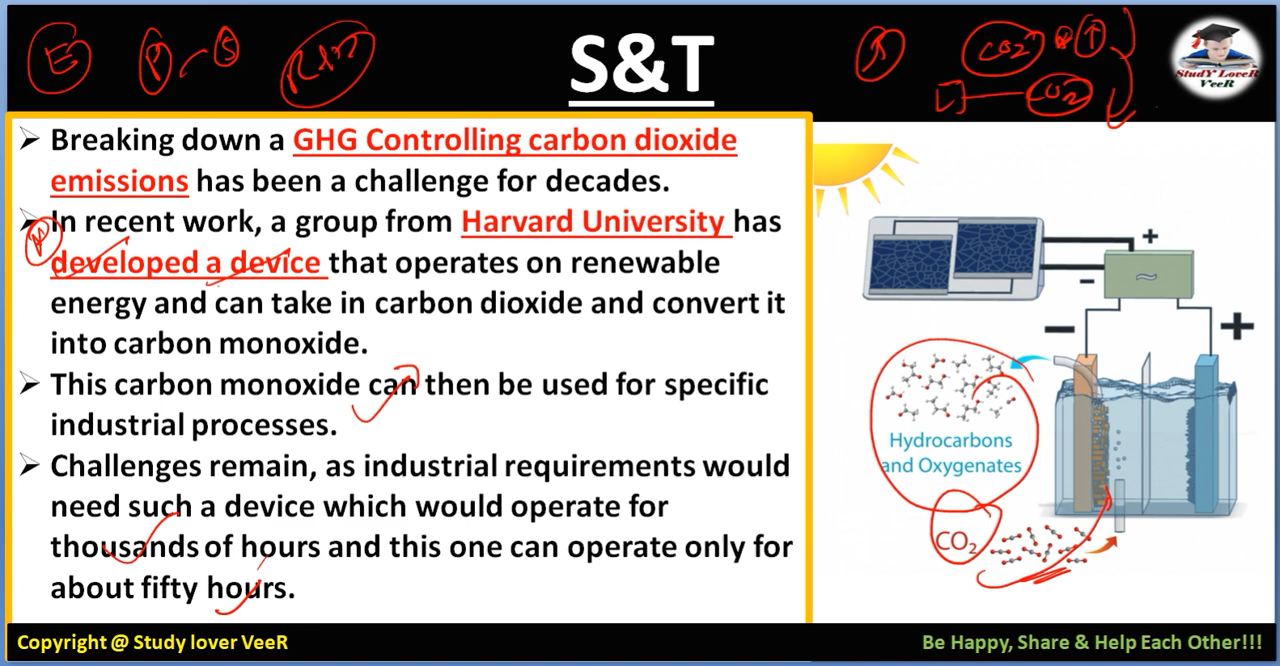 E P S R&D
S&T
CO2 ↑
CO2
StudY LoveR
VeeR
➤ Breaking down a GHG Controlling carbon dioxide
emissions has been a challenge for decades.
➤ In recent work, a group from Harvard University has
developed a device that operates on renewable
energy and can take in carbon dioxide and convert it
into carbon monoxide.
➤ This carbon monoxide can then be used for specific
industrial processes.
➤ Challenges remain, as industrial requirements would
need such a device which would operate for
thousands of hours and this one can operate only for
about fifty hours.
+
−
~
− +
Hydrocarbons
and Oxygenates
CO₂
Copyright @ Study lover VeeR
Be Happy, Share & Help Each Other!!!